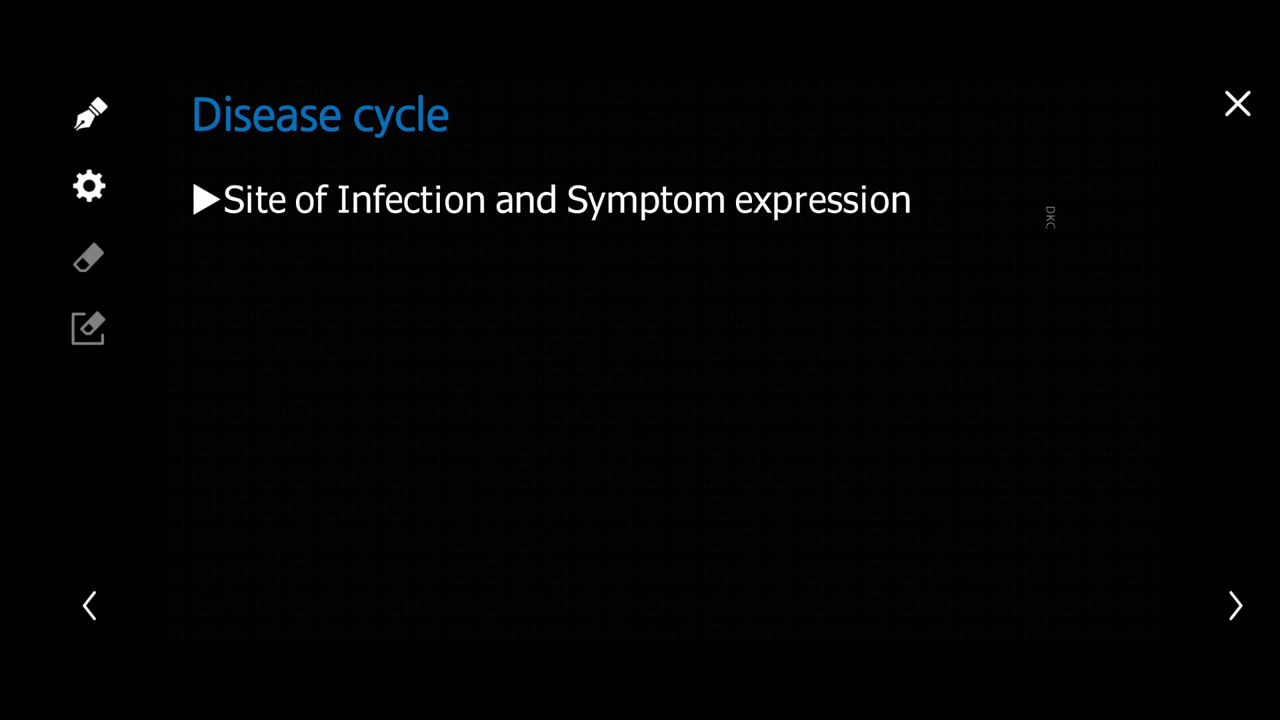 Disease cycle
▶Site of Infection and Symptom expression
DKC